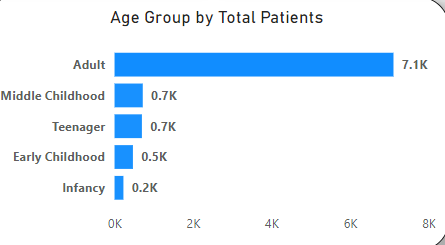 Age Group by Total Patients
Adult 7.1K
Middle Childhood 0.7K
Teenager 0.7K
Early Childhood 0.5K
Infancy 0.2K
0K 2K 4K 6K 8K